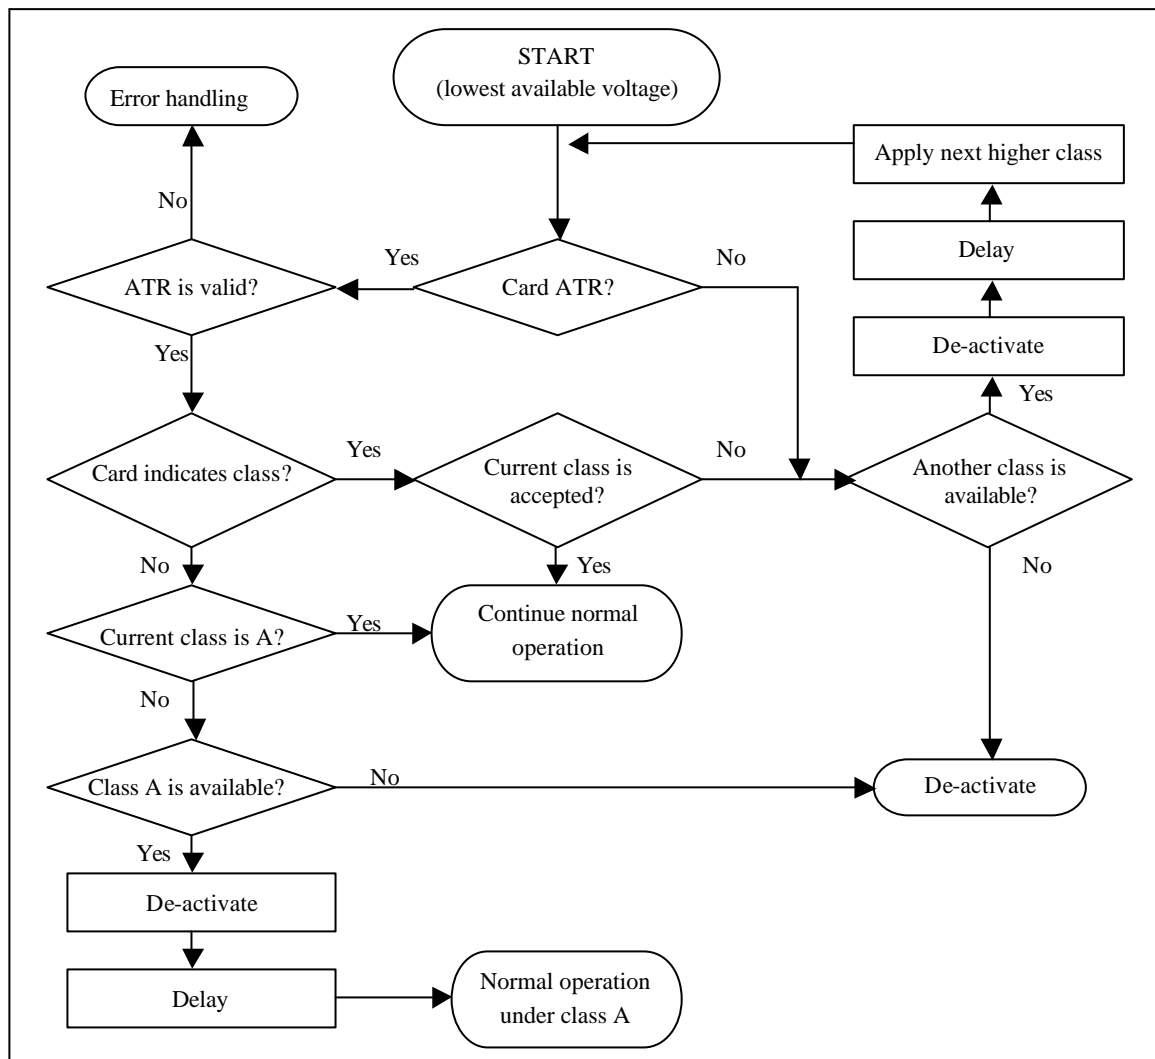 START
(lowest available voltage)
Error handling
Apply next higher class
No
Delay
Yes
No
ATR is valid?
Card ATR?
De-activate
Yes
Yes
Card indicates class?
Yes
Current class is
accepted?
No
Another class is
available?
No
Yes
No
Current class is A?
Yes
Continue normal
operation
No
Class A is available?
No
De-activate
Yes
De-activate
Delay
Normal operation
under class A